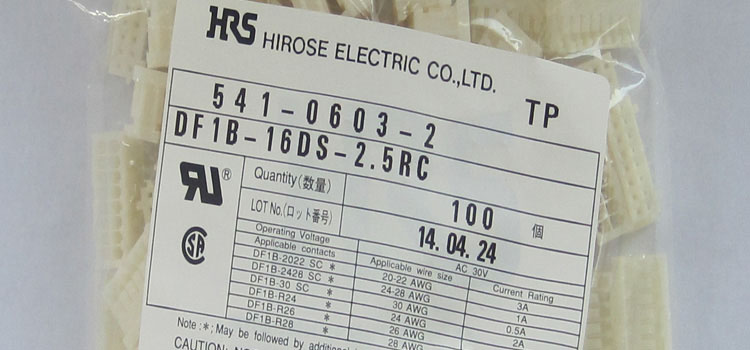 HRS HIROSE ELECTRIC CO.,LTD.
TP
541-0603-2
DF1B-16DS-2.5RC
Quantity(数量) 100 個
LOT No.(ロット番号) 14.04.24
Operating Voltage AC 30V
Applicable contacts Applicable wire size Current Rating
DF1B-2022 SC * 20-22 AWG 3A
DF1B-2428 SC * 24-28 AWG 1A
DF1B-30 SC * 30 AWG 0.5A
DF1B-R24 24 AWG 2A
DF1B-R26 26 AWG
DF1B-R28 * 28 AWG
Note :*; May be followed by additional
CAUTION: